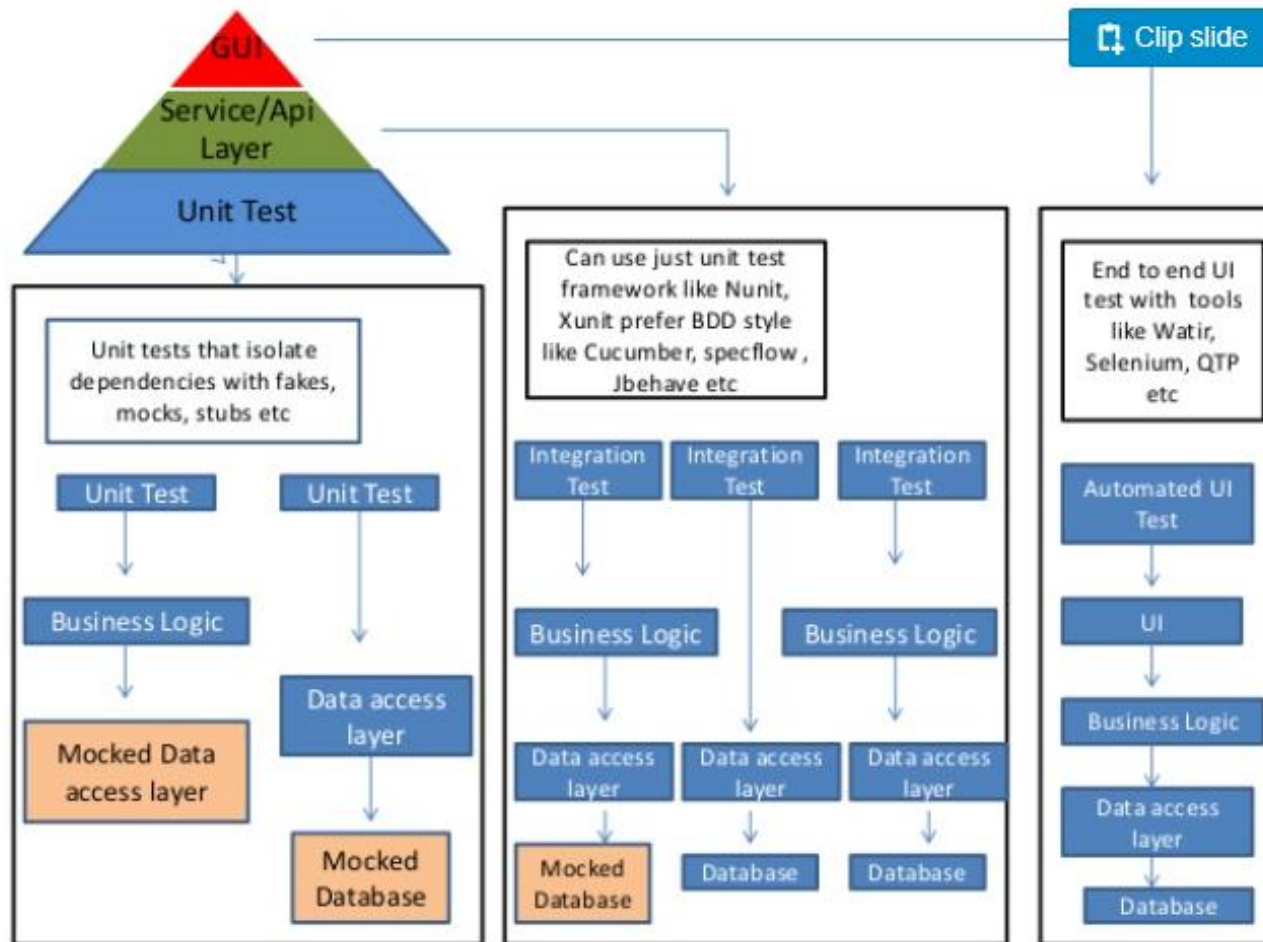 GUI
Clip slide
Service/Api
Layer
Unit Test
Unit tests that isolate
dependencies with fakes,
mocks, stubs etc
Unit Test
Unit Test
Business Logic
Data access
layer
Mocked Data
access layer
Mocked
Database
Can use just unit test
framework like Nunit,
Xunit prefer BDD style
like Cucumber, specflow ,
Jbehave etc
Integration
Test
Integration
Test
Integration
Test
Business Logic
Business Logic
Data access
layer
Data access
layer
Data access
layer
Mocked
Database
Database
Database
End to end UI
test with tools
like Watir,
Selenium, QTP
etc
Automated UI
Test
UI
Business Logic
Data access
layer
Database